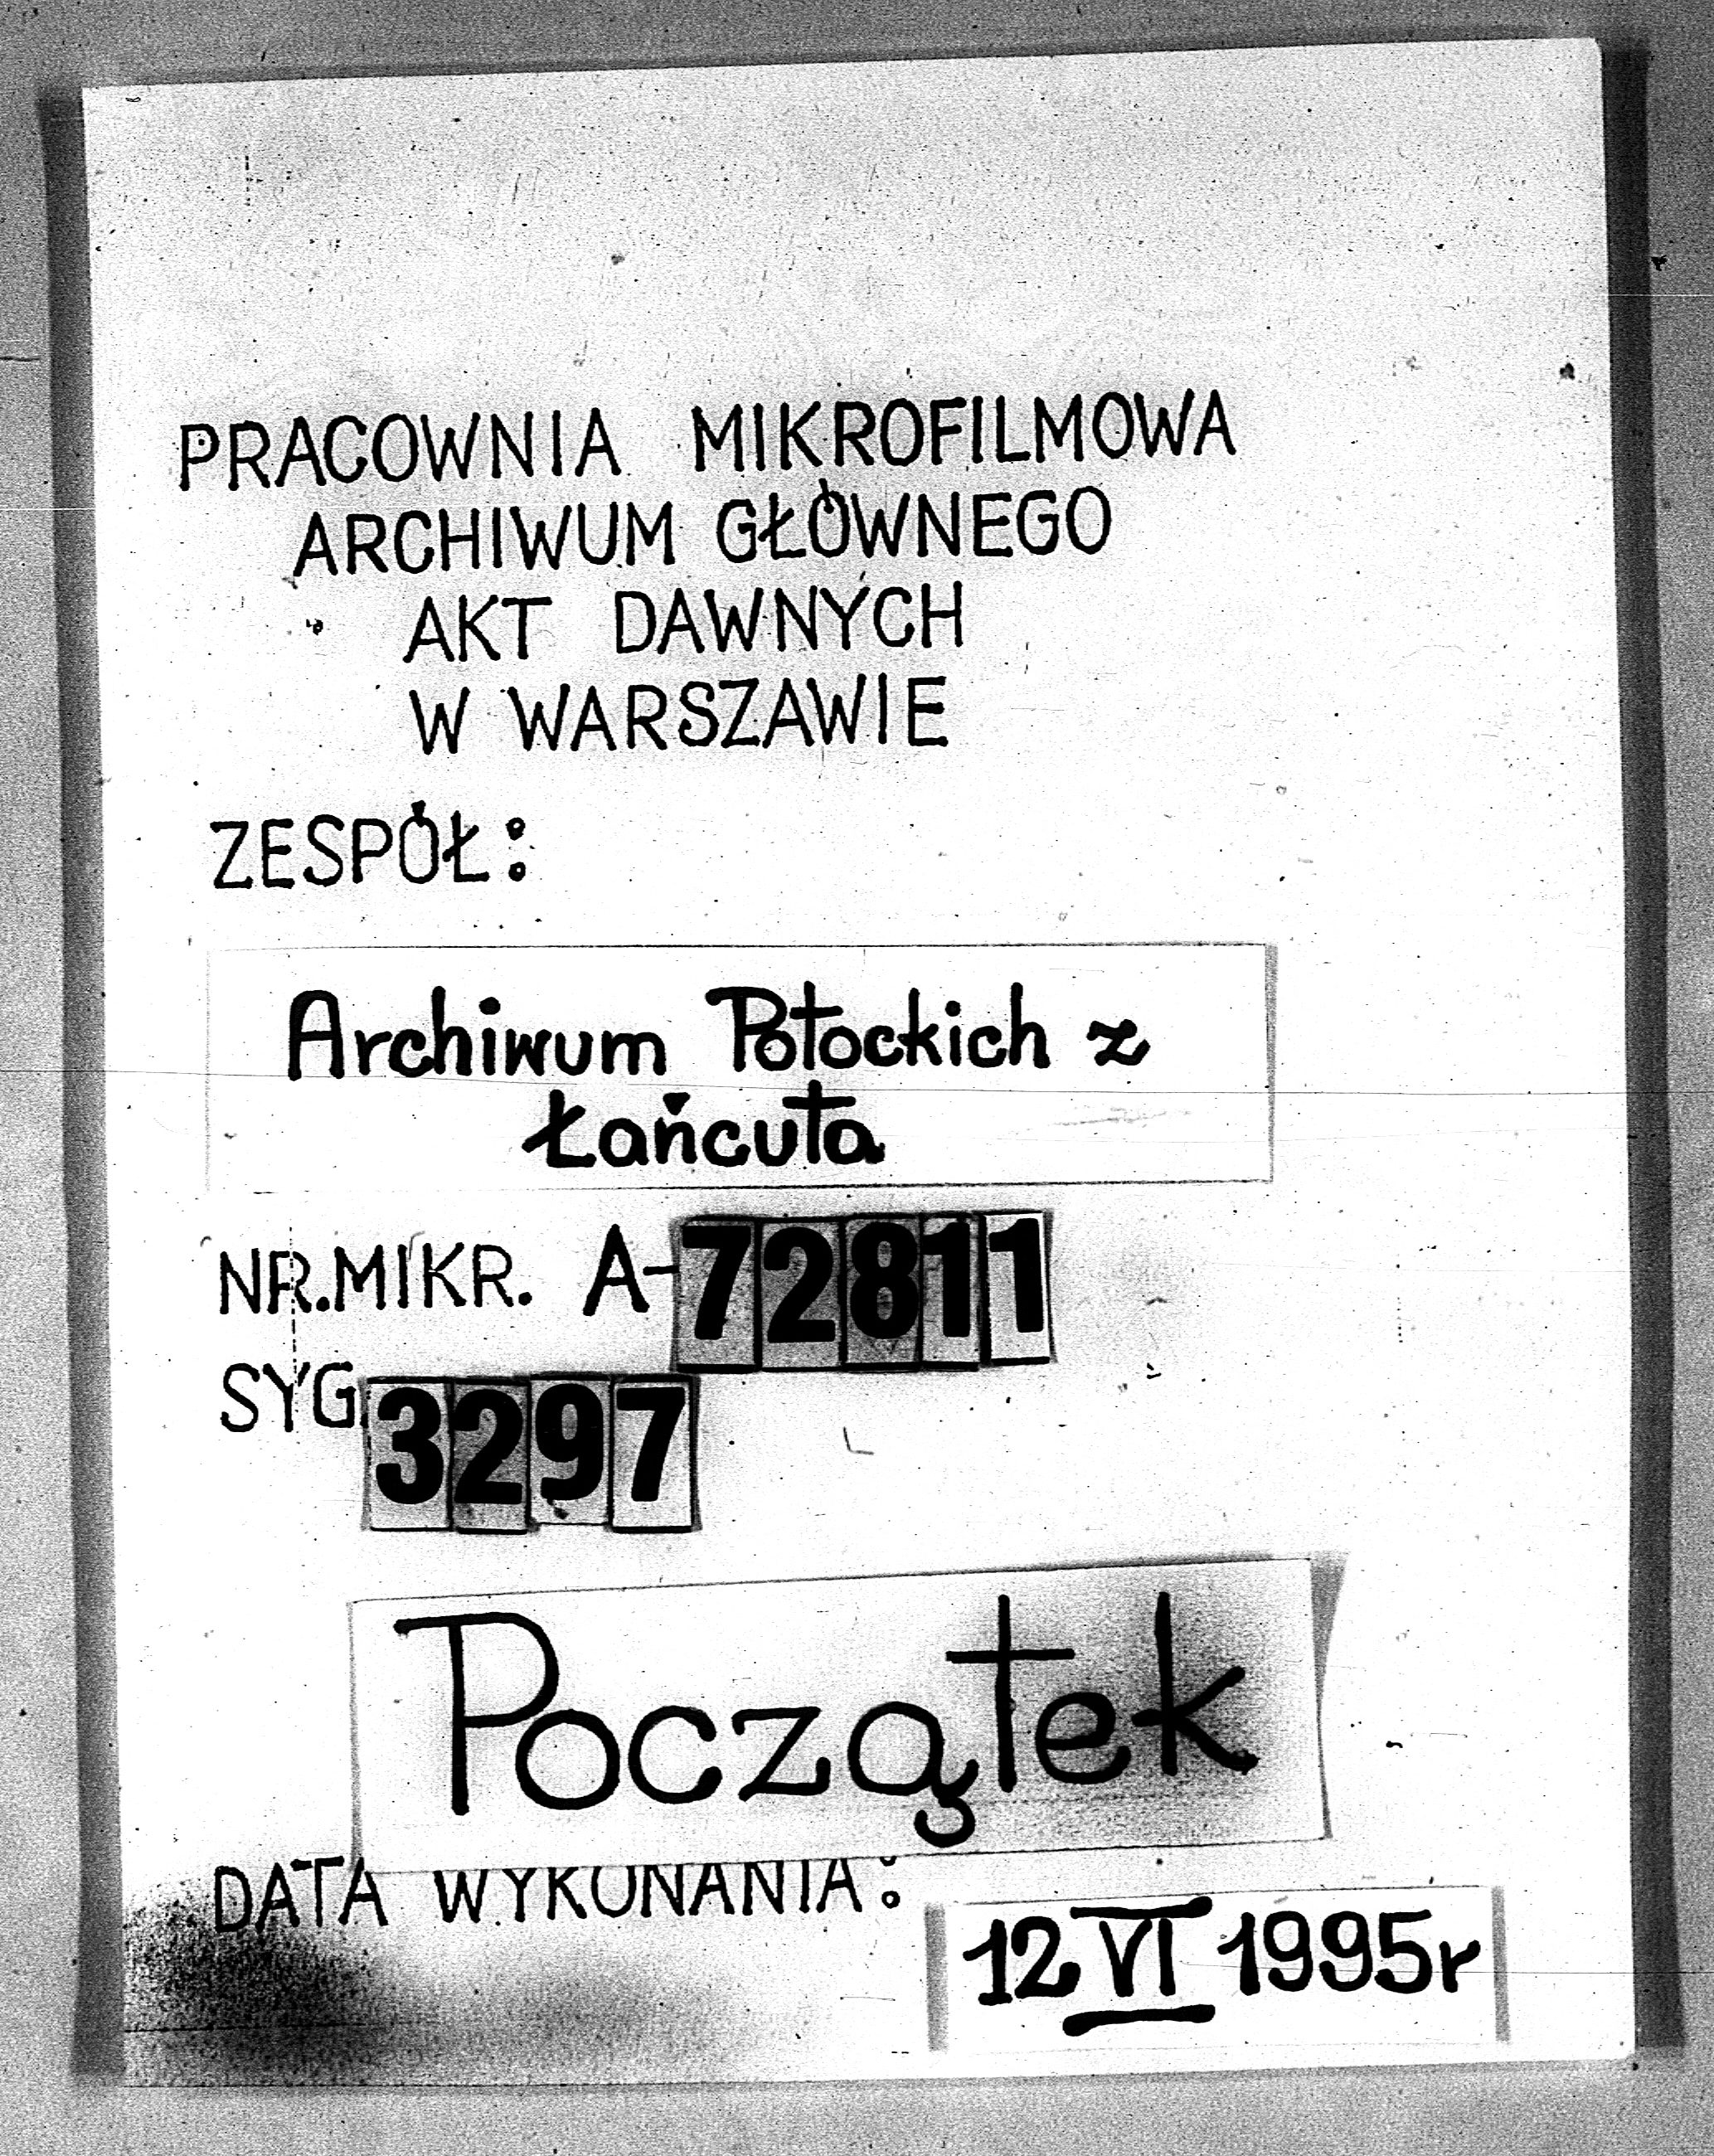 PRACOWNIA MIKROFILMOWA
ARCHIWUM GŁÓWNEGO
AKT DAWNYCH
W WARSZAWIE
ZESPÓŁ:
Archiwum Potockich z
Łańcuta
NR.MIKR. A-72811
SYG. 3297
Początek
DATA WYKONANIA:
12 VI 1995r